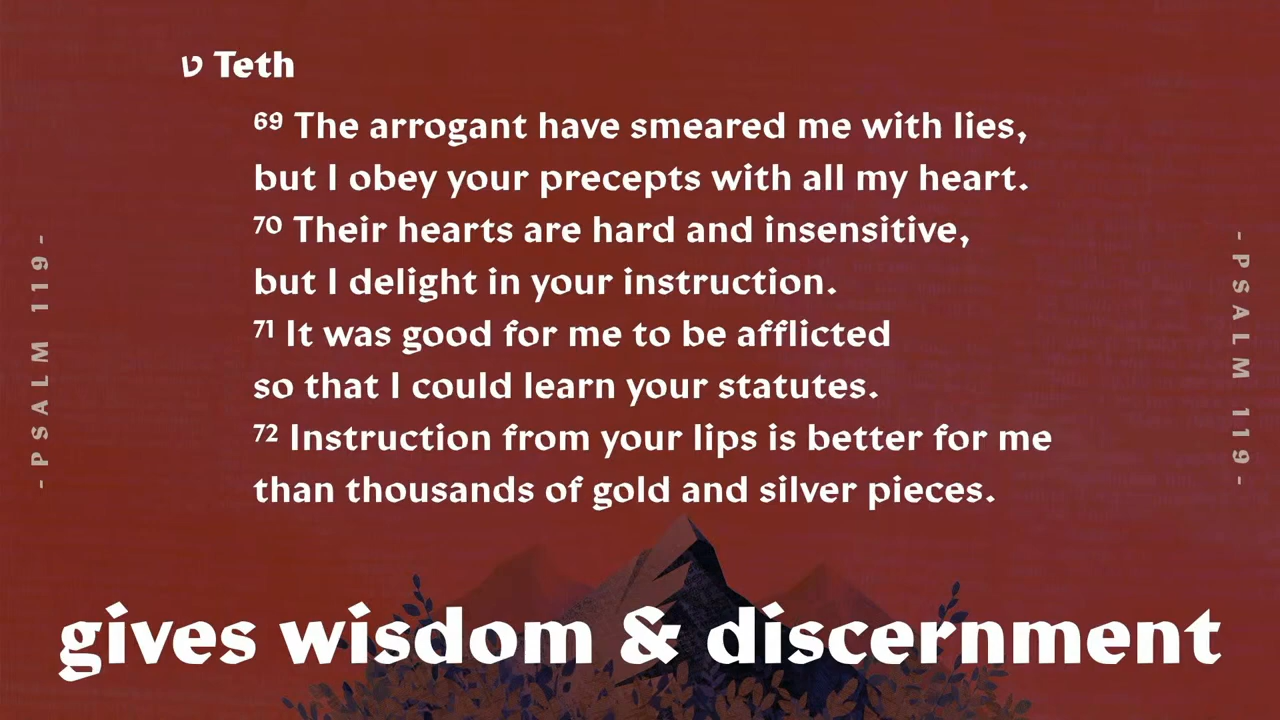 ט Teth
69 The arrogant have smeared me with lies,
but I obey your precepts with all my heart.
70 Their hearts are hard and insensitive,
but I delight in your instruction.
71 It was good for me to be afflicted
so that I could learn your statutes.
72 Instruction from your lips is better for me
than thousands of gold and silver pieces.
- PSALM 119 -
- PSALM 119 -
gives wisdom & discernment